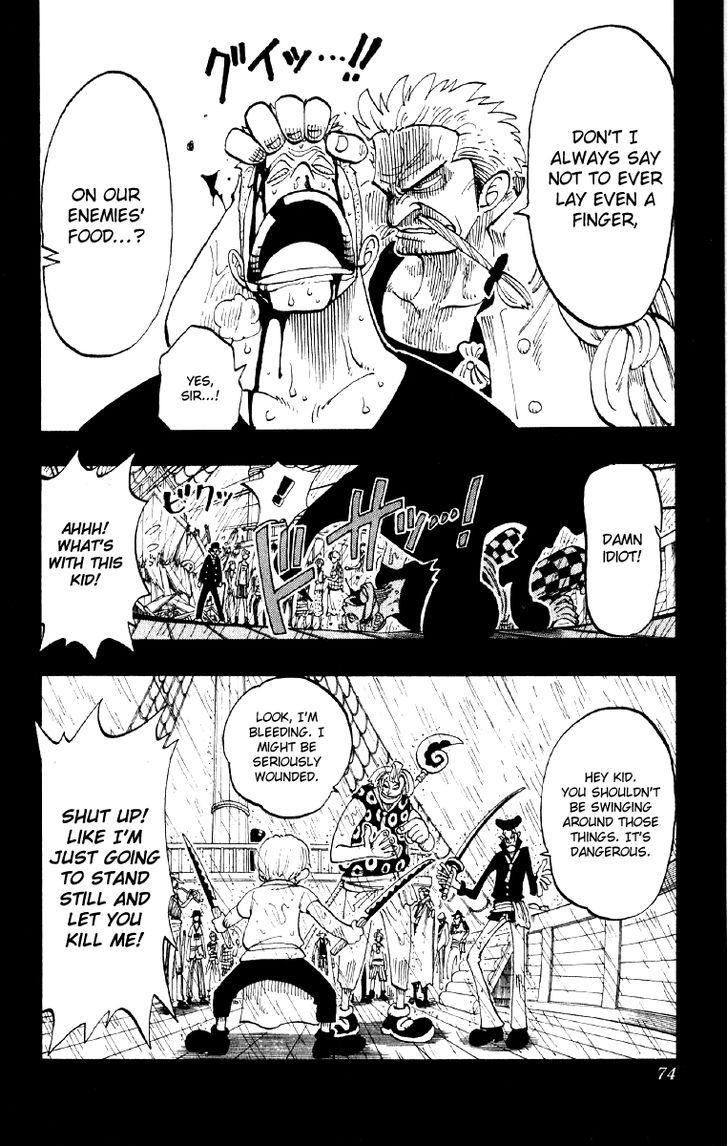 DON'T I
ALWAYS SAY
NOT TO EVER
LAY EVEN A
FINGER,
グイッ…!!
ON OUR
ENEMIES'
FOOD...?
YES,
SIR...!
DAMN
IDIOT!
ドサッ…!
!
ビクッ
AHHH!
WHAT'S
WITH THIS
KID!
HEY KID.
YOU SHOULDN'T
BE SWINGING
AROUND THOSE
THINGS. IT'S
DANGEROUS.
LOOK, I'M
BLEEDING. I
MIGHT BE
SERIOUSLY
WOUNDED.
SHUT UP!
LIKE I'M
JUST GOING
TO STAND
STILL AND
LET YOU
KILL ME!
74